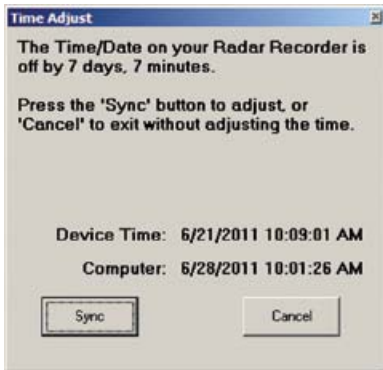 Time Adjust
The Time/Date on your Radar Recorder is
off by 7 days, 7 minutes.
Press the 'Sync' button to adjust, or
'Cancel' to exit without adjusting the time.
Device Time: 6/21/2011 10:09:01 AM
Computer: 6/28/2011 10:01:26 AM
Sync Cancel